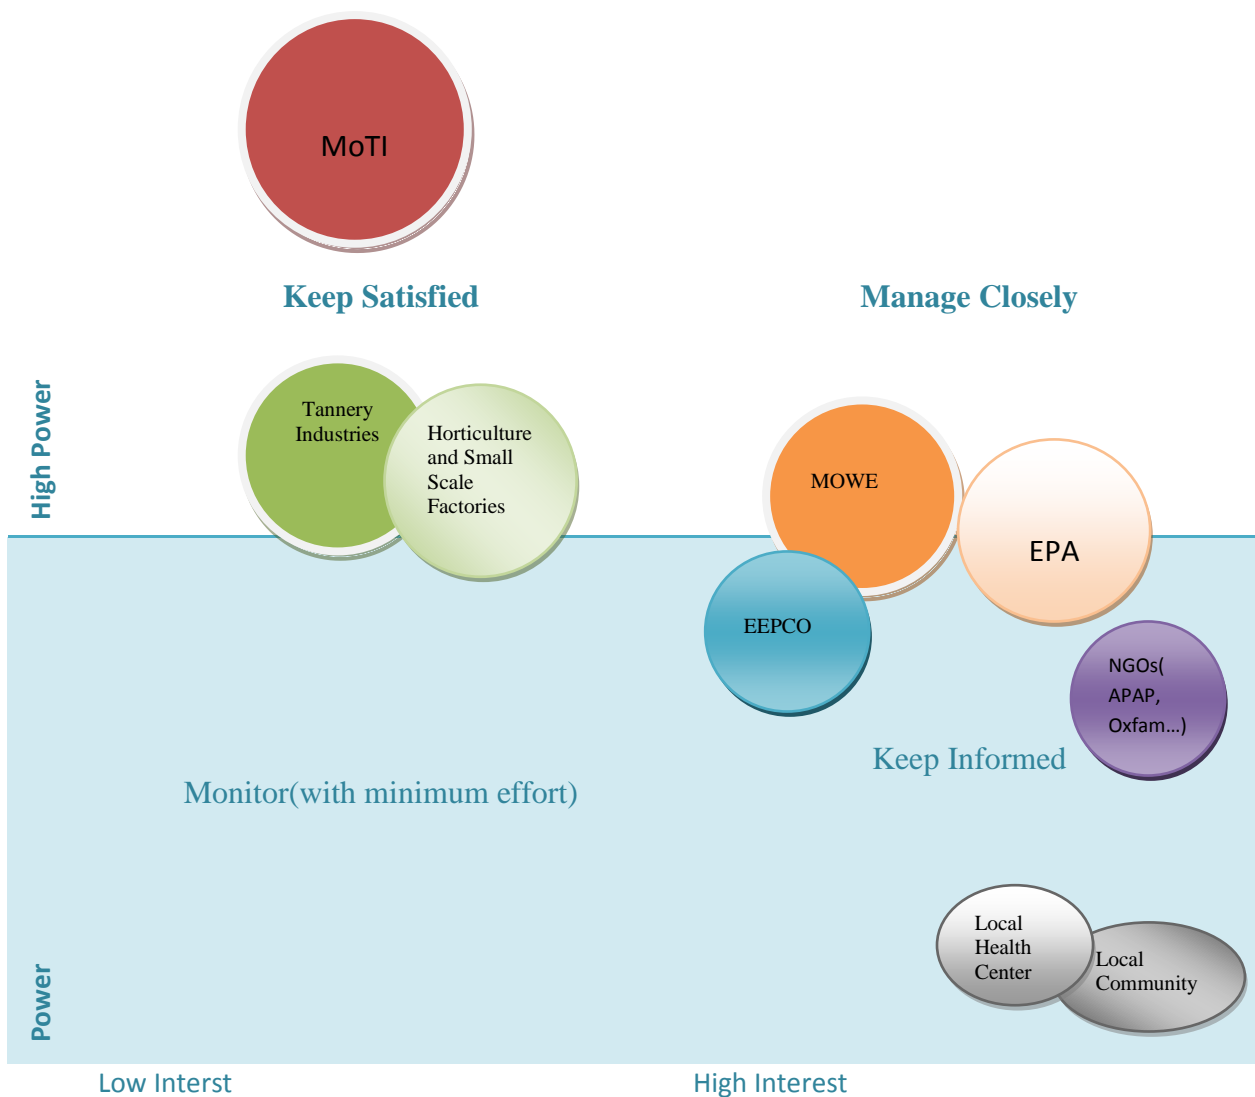 MoTI
Keep Satisfied
Manage Closely
High Power
Tannery
Industries
Horticulture
and Small
Scale
Factories
MOWE
EPA
EEPCO
NGOs(
APAP,
Oxfam...)
Keep Informed
Monitor(with minimum effort)
Local
Health
Center
Local
Community
Power
Low Interst
High Interest